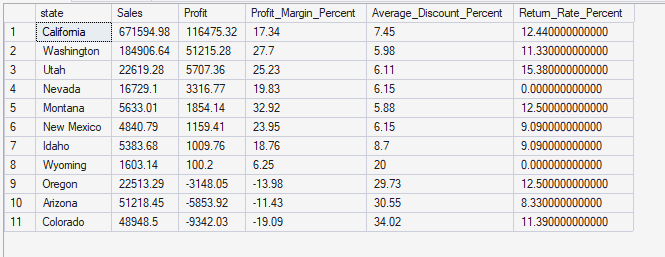 state Sales Profit Profit_Margin_Percent Average_Discount_Percent Return_Rate_Percent
1 California 671594.98 116475.32 17.34 7.45 12.440000000000
2 Washington 184906.64 51215.28 27.7 5.98 11.330000000000
3 Utah 22619.28 5707.36 25.23 6.11 15.380000000000
4 Nevada 16729.1 3316.77 19.83 6.15 0.000000000000
5 Montana 5633.01 1854.14 32.92 5.88 12.500000000000
6 New Mexico 4840.79 1159.41 23.95 6.15 9.090000000000
7 Idaho 5383.68 1009.76 18.76 8.7 9.090000000000
8 Wyoming 1603.14 100.2 6.25 20 0.000000000000
9 Oregon 22513.29 -3148.05 -13.98 29.73 12.500000000000
10 Arizona 51218.45 -5853.92 -11.43 30.55 8.330000000000
11 Colorado 48948.5 -9342.03 -19.09 34.02 11.390000000000